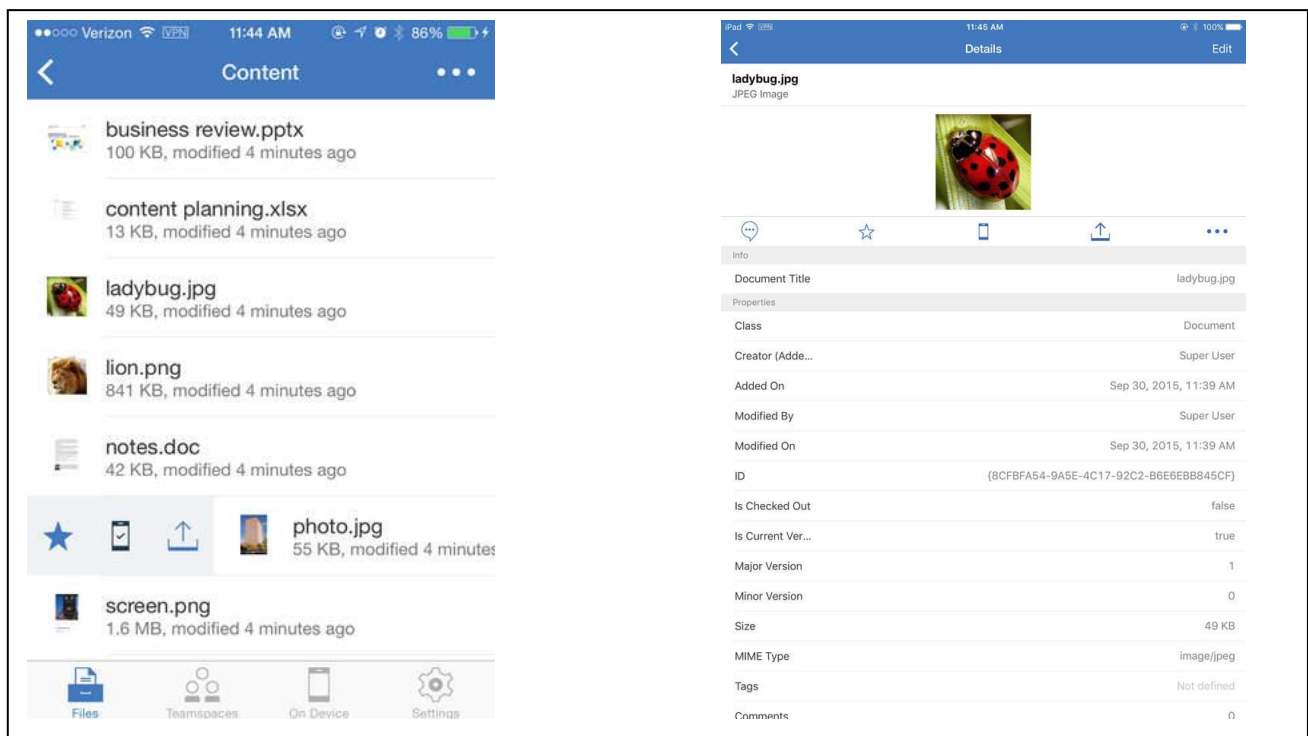 Verizon VPN 11:44 AM 86%
Content
business review.pptx
100 KB, modified 4 minutes ago
content planning.xlsx
13 KB, modified 4 minutes ago
ladybug.jpg
49 KB, modified 4 minutes ago
lion.png
841 KB, modified 4 minutes ago
notes.doc
42 KB, modified 4 minutes ago
photo.jpg
55 KB, modified 4 minutes
screen.png
1.6 MB, modified 4 minutes ago
Files Teamspaces On Device Settings
iPad VPN 11:45 AM 100%
Details Edit
ladybug.jpg
JPEG Image
Info
Document Title ladybug.jpg
Properties
Class Document
Creator (Adde... Super User
Added On Sep 30, 2015, 11:39 AM
Modified By Super User
Modified On Sep 30, 2015, 11:39 AM
ID {8CFBFA54-9A5E-4C17-92C2-B6E6EBB845CF}
Is Checked Out false
Is Current Ver... true
Major Version 1
Minor Version 0
Size 49 KB
MIME Type image/jpeg
Tags Not defined
Comments 0